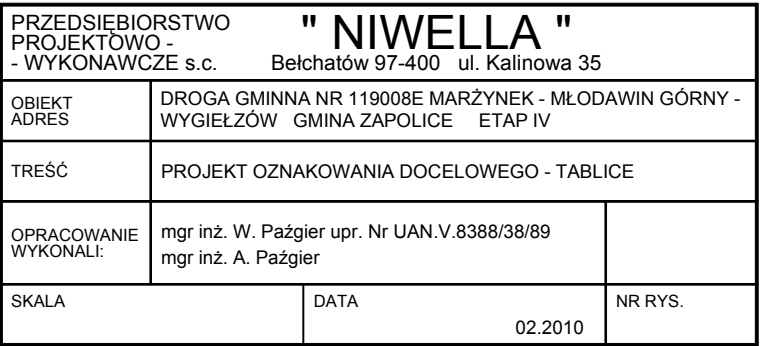 PRZEDSIĘBIORSTWO
PROJEKTOWO -
- WYKONAWCZE s.c.
" NIWELLA "
Bełchatów 97-400 ul. Kalinowa 35
OBIEKT
ADRES
DROGA GMINNA NR 119008E MARŻYNEK - MŁODAWIN GÓRNY -
WYGIEŁZÓW GMINA ZAPOLICE ETAP IV
TREŚĆ
PROJEKT OZNAKOWANIA DOCELOWEGO - TABLICE
OPRACOWANIE
WYKONALI:
mgr inż. W. Paźgier upr. Nr UAN.V.8388/38/89
mgr inż. A. Paźgier
SKALA
DATA
02.2010
NR RYS.